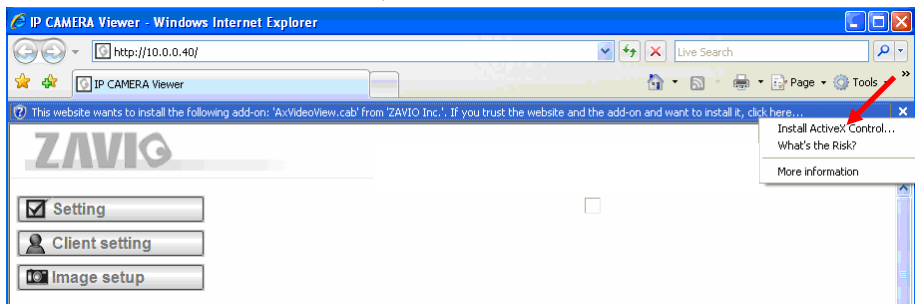 IP CAMERA Viewer - Windows Internet Explorer
http://10.0.0.40/
Live Search
IP CAMERA Viewer
Page
Tools
This website wants to install the following add-on: 'AxVideoView.cab' from 'ZAVIO Inc.'. If you trust the website and the add-on and want to install it, click here...
Install ActiveX Control...
What's the Risk?
More information
ZAVIO
Setting
Client setting
Image setup